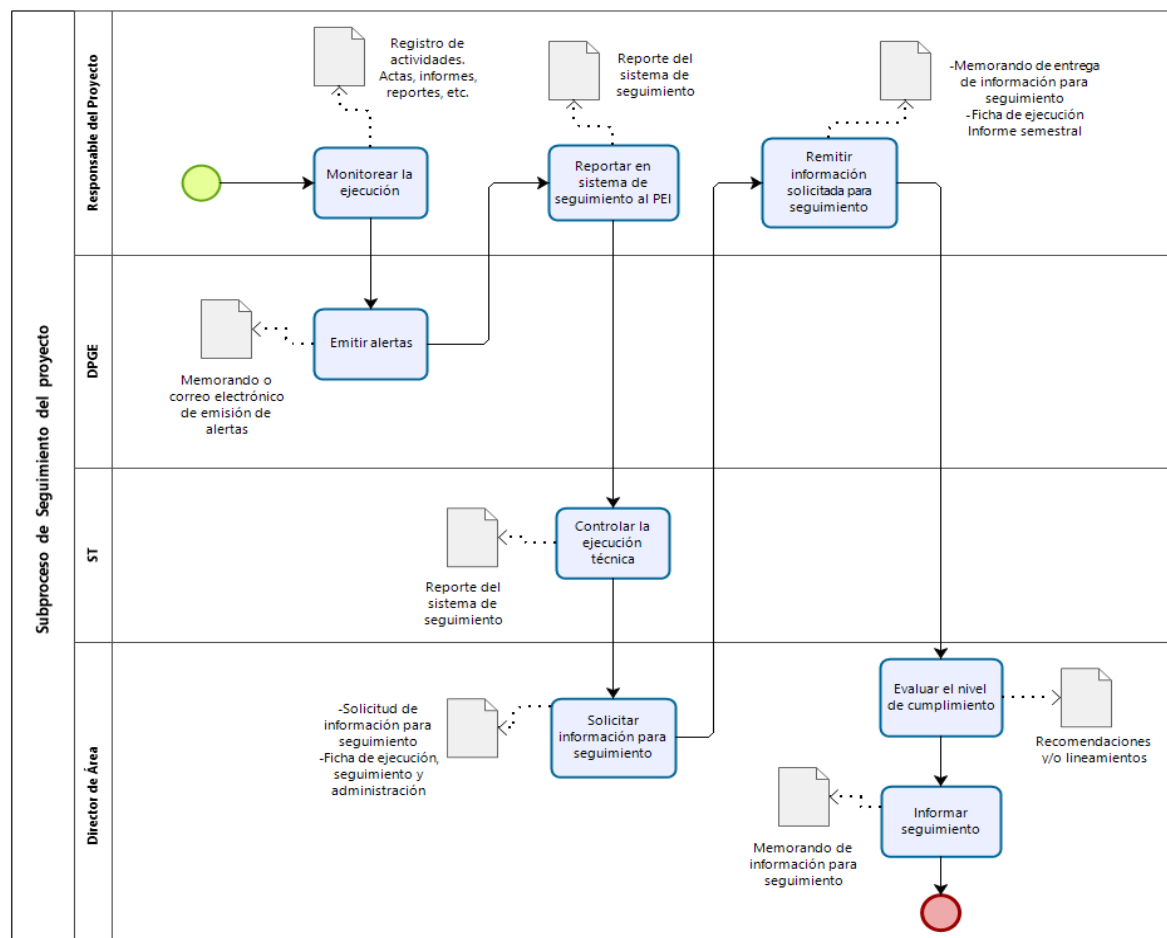 Subproceso de Seguimiento del proyecto
Responsable del Proyecto
Registro de
actividades.
Actas, informes,
reportes, etc.
Reporte del
sistema de
seguimiento
-Memorando de entrega
de información para
seguimiento
-Ficha de ejecución
Informe semestral
Monitorear la
ejecución
Reportar en
sistema de
seguimiento al PEI
Remitir
información
solicitada para
seguimiento
DPGE
Emitir alertas
Memorando o
correo electrónico
de emisión de
alertas
ST
Controlar la
ejecución
técnica
Reporte del
sistema de
seguimiento
Director de Área
-Solicitud de
información para
seguimiento
-Ficha de ejecución,
seguimiento y
administración
Solicitar
información para
seguimiento
Evaluar el nivel
de cumplimiento
Recomendaciones
y/o lineamientos
Informar
seguimiento
Memorando de
información para
seguimiento